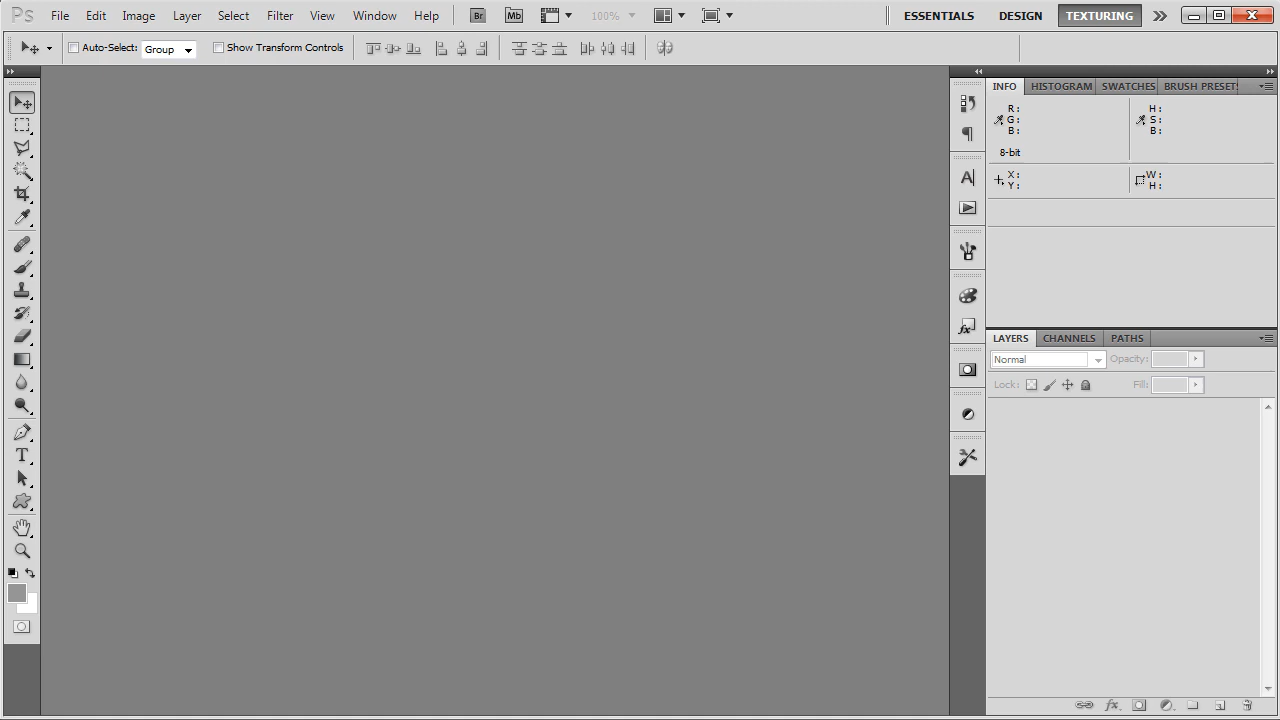 Ps File Edit Image Layer Select Filter View Window Help Br Mb 100% ESSENTIALS DESIGN TEXTURING
Auto-Select: Group Show Transform Controls
INFO HISTOGRAM SWATCHES BRUSH PRESETS
R: H:
G: S:
B: B:
8-bit
X: W:
Y: H:
LAYERS CHANNELS PATHS
Normal Opacity:
Lock: Fill: